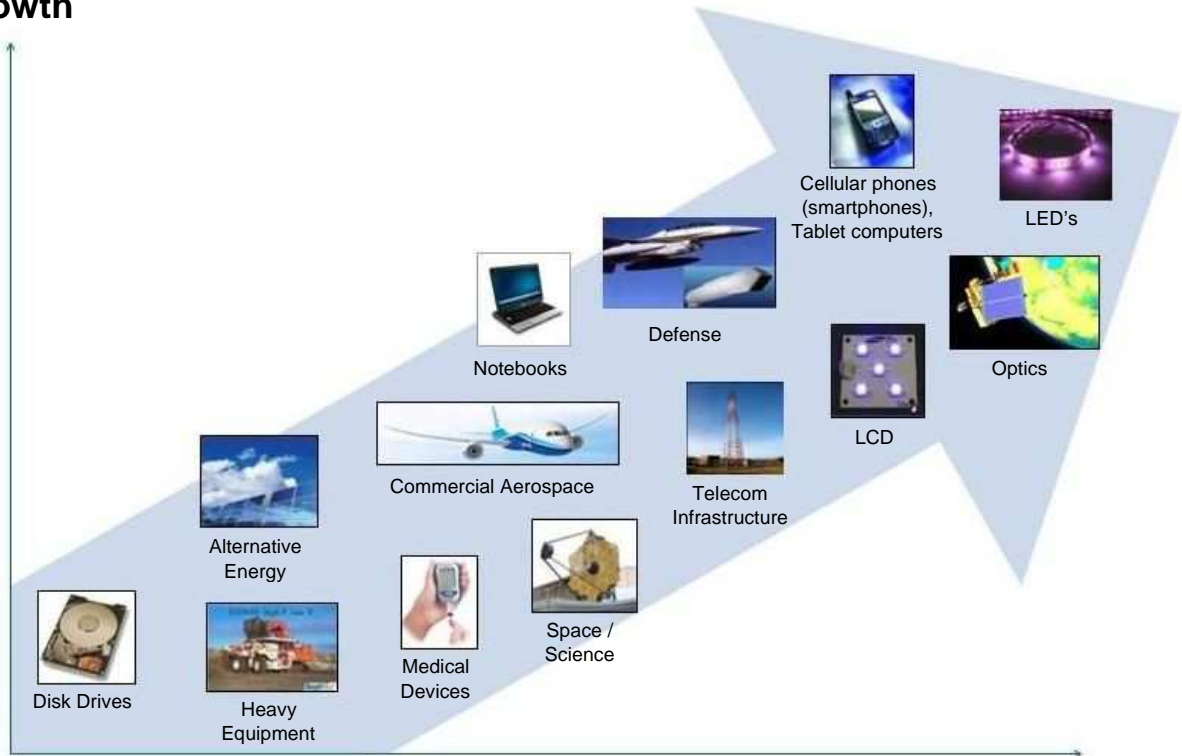 owth
Cellular phones
(smartphones),
Tablet computers
LED's
Defense
Notebooks
Optics
LCD
Commercial Aerospace
Telecom
Infrastructure
Alternative
Energy
Space /
Science
Medical
Devices
Disk Drives
Heavy
Equipment